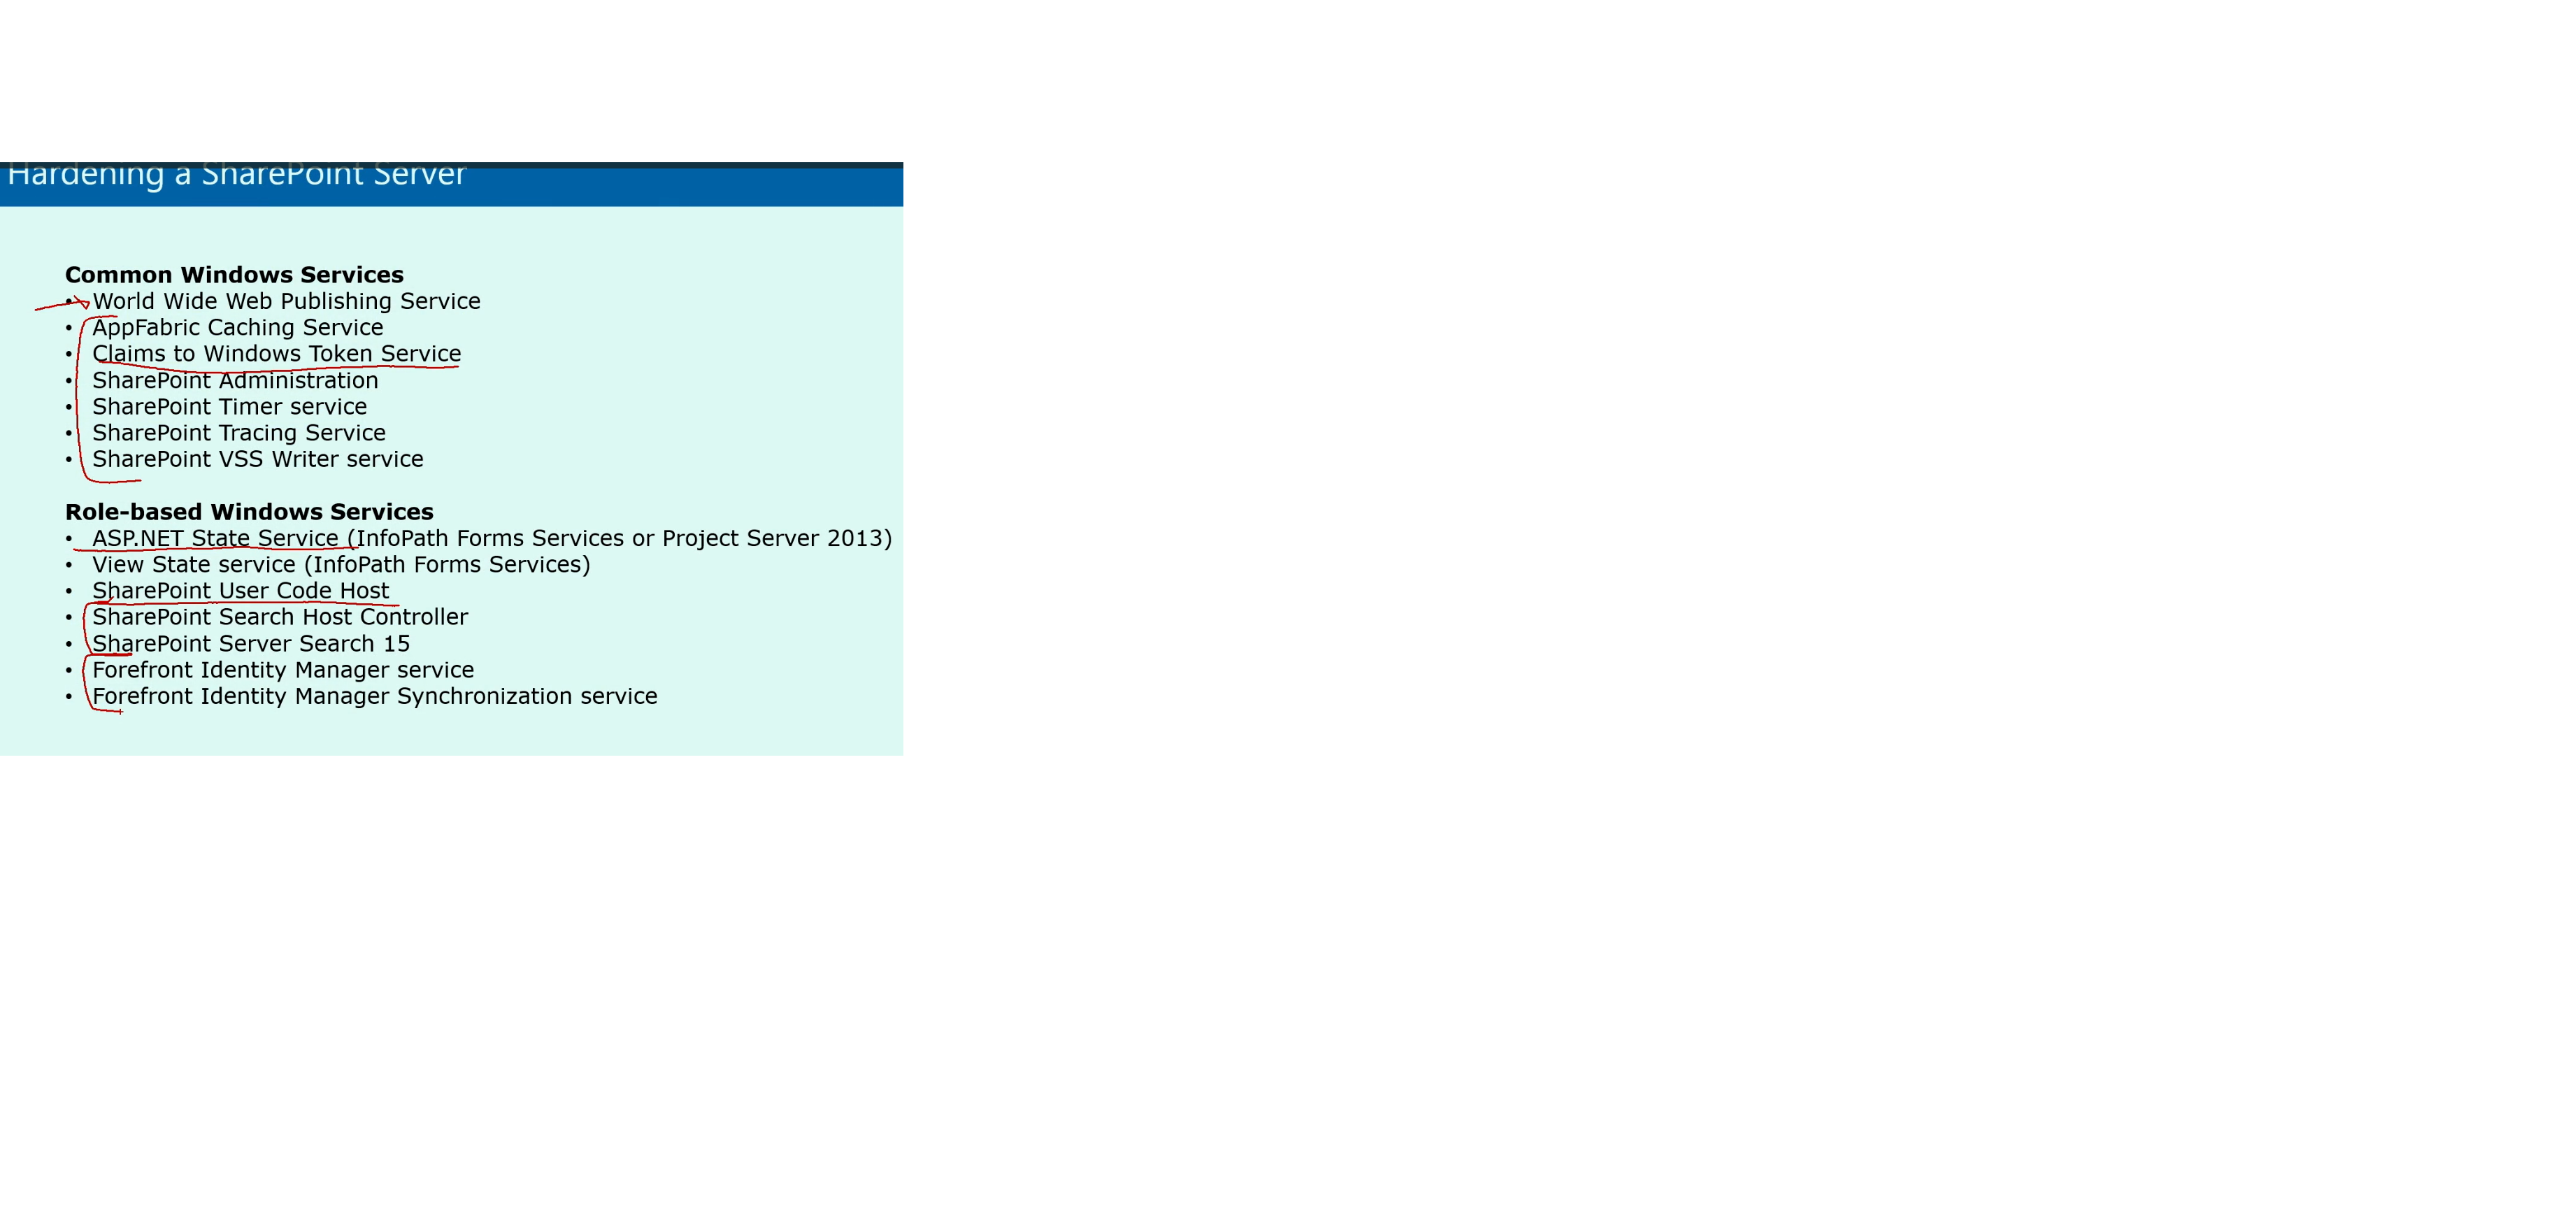 Hardening a SharePoint Server
Common Windows Services
• World Wide Web Publishing Service
• AppFabric Caching Service
• Claims to Windows Token Service
• SharePoint Administration
• SharePoint Timer service
• SharePoint Tracing Service
• SharePoint VSS Writer service
Role-based Windows Services
• ASP.NET State Service (InfoPath Forms Services or Project Server 2013)
• View State service (InfoPath Forms Services)
• SharePoint User Code Host
• SharePoint Search Host Controller
• SharePoint Server Search 15
• Forefront Identity Manager service
• Forefront Identity Manager Synchronization service